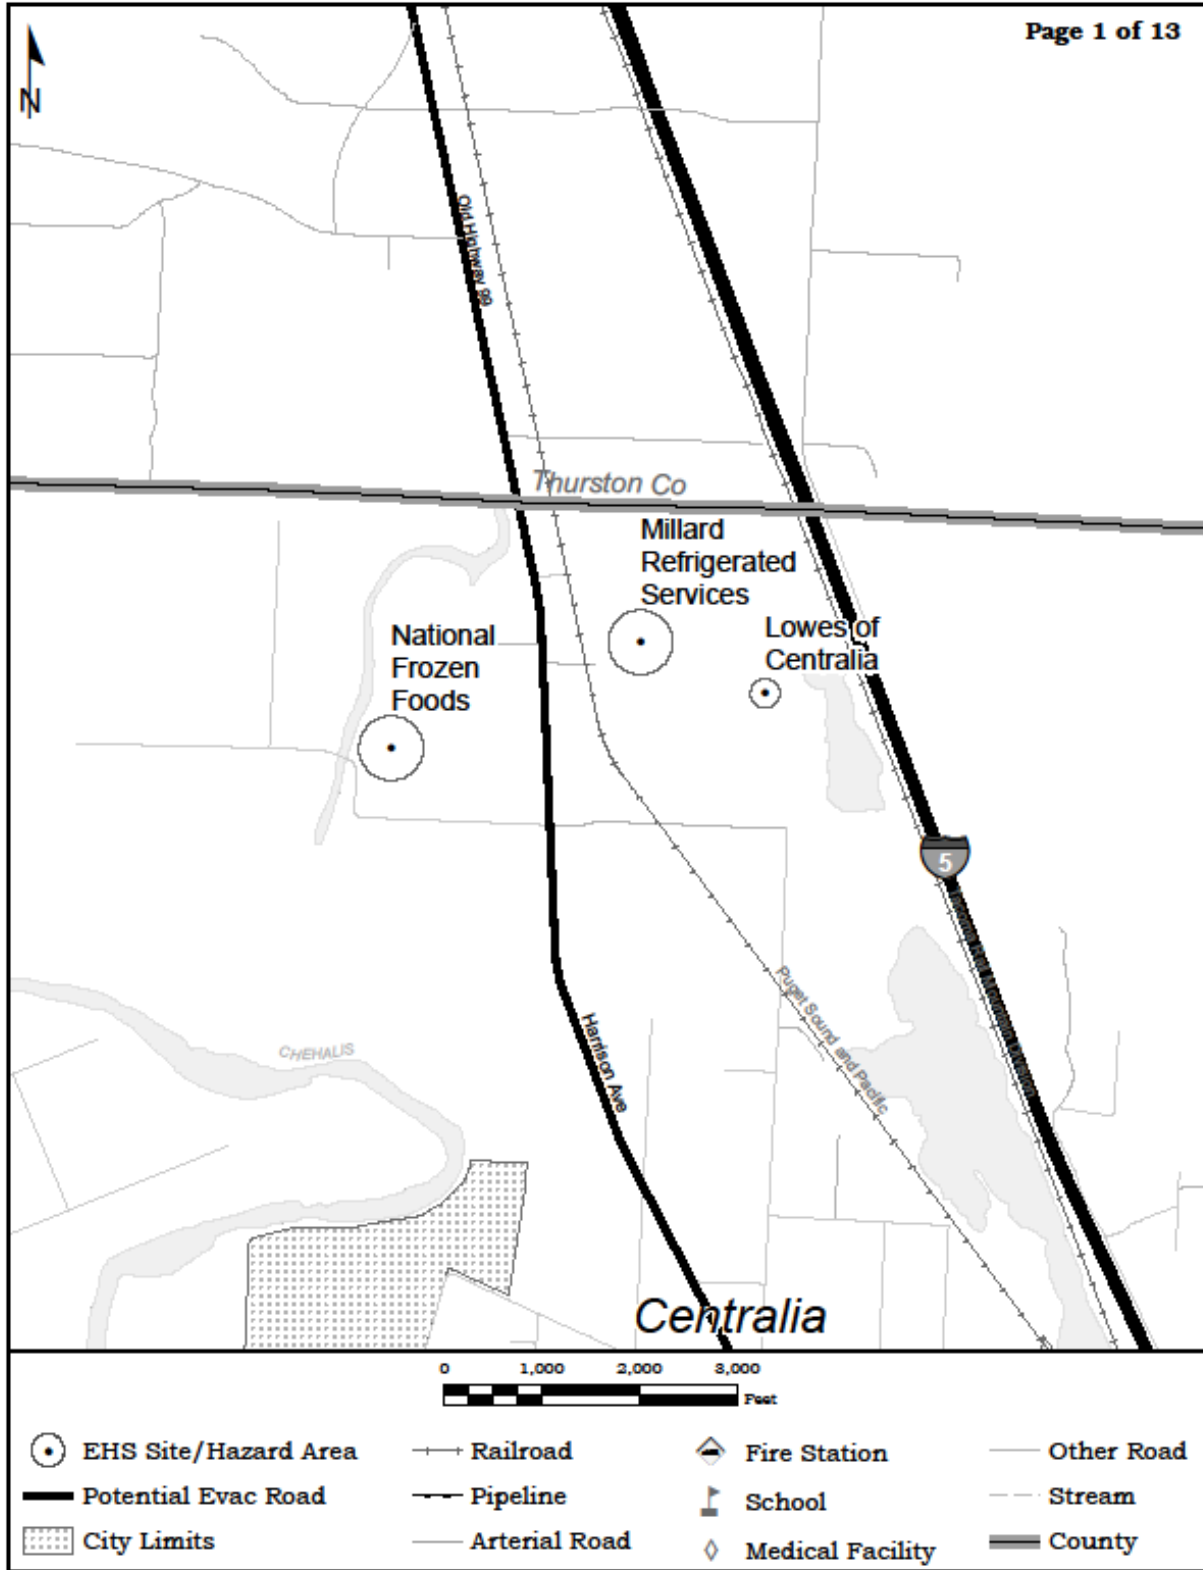 Page 1 of 13
N
Old Highway 99
Thurston Co
Millard
Refrigerated
Services
National
Frozen
Foods
Lowes of
Centralia
5
Puget Sound and Pacific
Harrison Ave
CHEHALIS
Centralia
0 1,000 2,000 3,000
Feet
EHS Site/Hazard Area
Railroad
Fire Station
Other Road
Potential Evac Road
Pipeline
School
Stream
City Limits
Arterial Road
Medical Facility
County